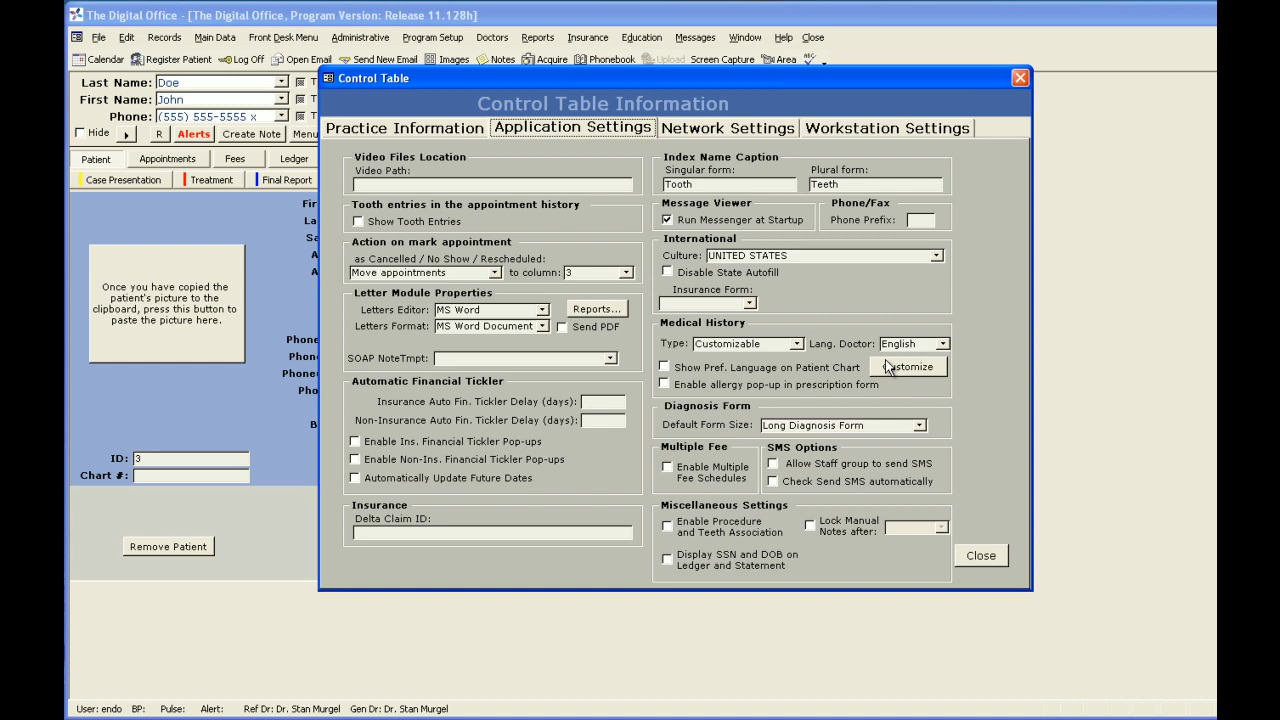 The Digital Office - [The Digital Office, Program Version: Release 11.128h]
File Edit Records Main Data Front Desk Menu Administrative Program Setup Doctors Reports Insurance Education Messages Window Help Close
Calendar Register Patient Log Off Open Email Send New Email Images Notes Acquire Phonebook Upload Screen Capture Area
Last Name: Doe
First Name: John
Phone: (555) 555-5555 x
Hide R Alerts Create Note Menu
Patient Appointments Fees Ledger
Case Presentation Treatment Final Report
Once you have copied the
patient's picture to the
clipboard, press this button to
paste the picture here.
Phone
Phone
Phone
Pho
ID: 3
Chart #:
Remove Patient
Control Table
Control Table Information
Practice Information Application Settings Network Settings Workstation Settings
Video Files Location
Video Path:
Tooth entries in the appointment history
Show Tooth Entries
Action on mark appointment
as Cancelled / No Show / Rescheduled:
Move appointments to column: 3
Letter Module Properties
Letters Editor: MS Word Reports...
Letters Format: MS Word Document Send PDF
SOAP NoteTmpt:
Automatic Financial Tickler
Insurance Auto Fin. Tickler Delay (days):
Non-Insurance Auto Fin. Tickler Delay (days):
Enable Ins. Financial Tickler Pop-ups
Enable Non-Ins. Financial Tickler Pop-ups
Automatically Update Future Dates
Insurance
Delta Claim ID:
Index Name Caption
Singular form: Plural form:
Tooth Teeth
Message Viewer Phone/Fax
Run Messenger at Startup Phone Prefix:
International
Culture: UNITED STATES
Disable State Autofill
Insurance Form:
Medical History
Type: Customizable Lang. Doctor: English
Show Pref. Language on Patient Chart Customize
Enable allergy pop-up in prescription form
Diagnosis Form
Default Form Size: Long Diagnosis Form
Multiple Fee SMS Options
Enable Multiple
Fee Schedules
Allow Staff group to send SMS
Check Send SMS automatically
Miscellaneous Settings
Enable Procedure
and Teeth Association
Lock Manual
Notes after:
Display SSN and DOB on
Ledger and Statement
Close
User: endo BP: Pulse: Alert: Ref Dr: Dr. Stan Murgel Gen Dr: Dr. Stan Murgel